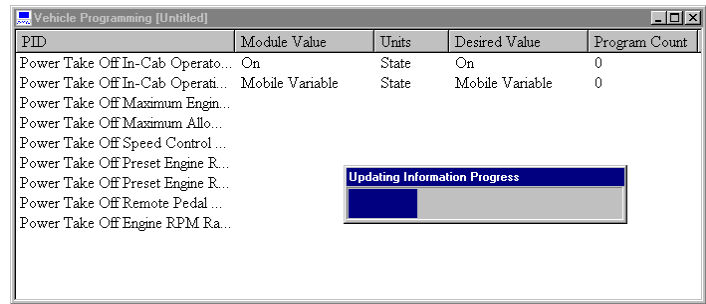 Vehicle Programming [Untitled]
PID Module Value Units Desired Value Program Count
Power Take Off In-Cab Operato... On State On 0
Power Take Off In-Cab Operati... Mobile Variable State Mobile Variable 0
Power Take Off Maximum Engin...
Power Take Off Maximum Allo...
Power Take Off Speed Control ...
Power Take Off Preset Engine R...
Power Take Off Preset Engine R...
Power Take Off Remote Pedal ...
Power Take Off Engine RPM Ra...
Updating Information Progress